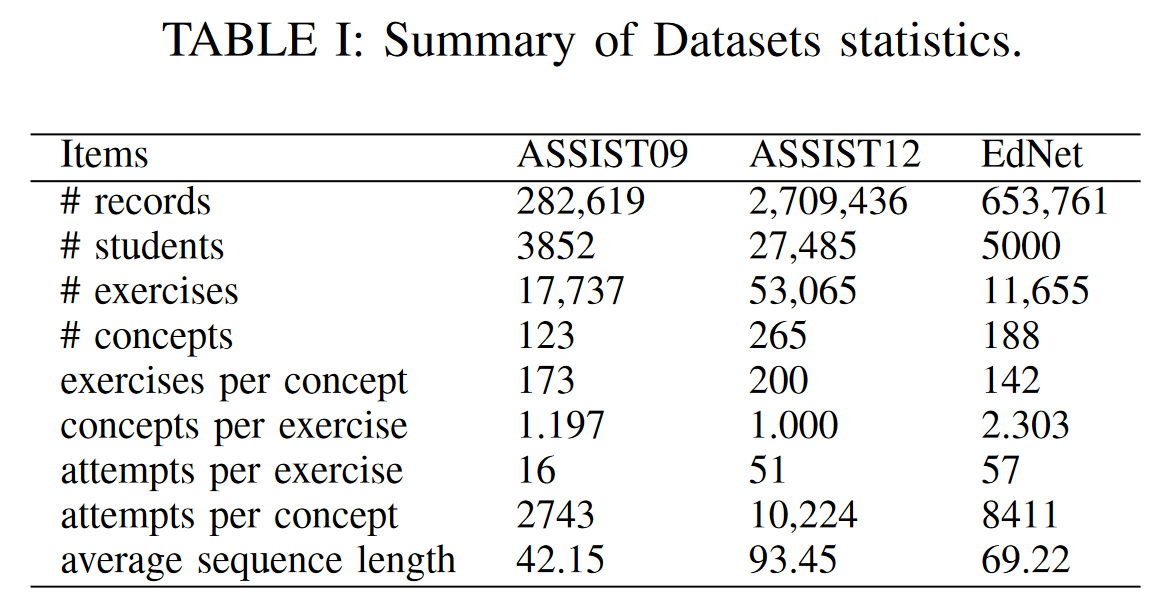 TABLE I: Summary of Datasets statistics.
Items ASSIST09 ASSIST12 EdNet
# records 282,619 2,709,436 653,761
# students 3852 27,485 5000
# exercises 17,737 53,065 11,655
# concepts 123 265 188
exercises per concept 173 200 142
concepts per exercise 1.197 1.000 2.303
attempts per exercise 16 51 57
attempts per concept 2743 10,224 8411
average sequence length 42.15 93.45 69.22